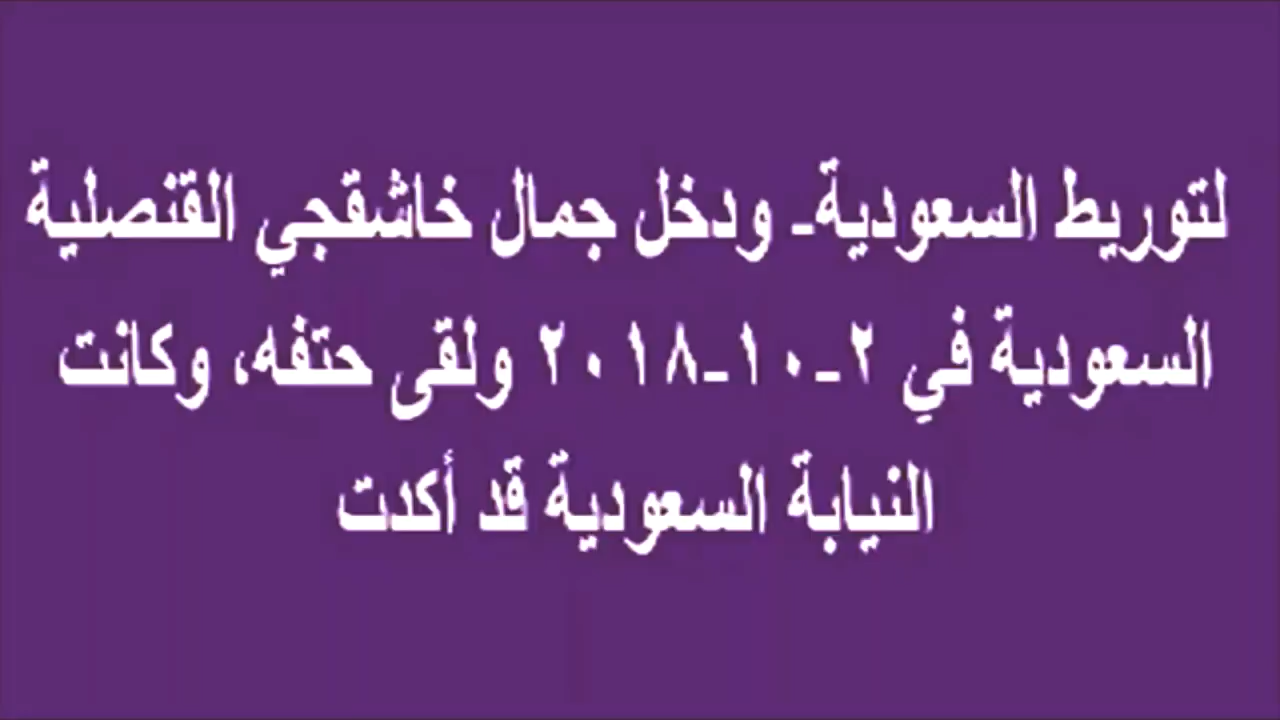 لتوريط السعودية- ودخل جمال خاشقجي القنصلية
السعودية في ٢-١٠-٢٠١٨ ولقى حتفه، وكانت
النيابة السعودية قد أكدت